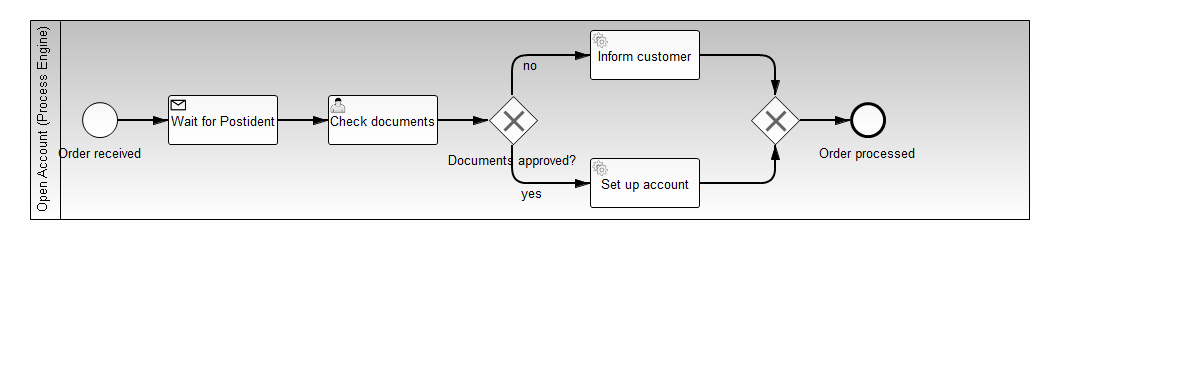 Open Account (Process Engine)
Order received
Wait for Postident
Check documents
Documents approved?
no
yes
Inform customer
Set up account
Order processed